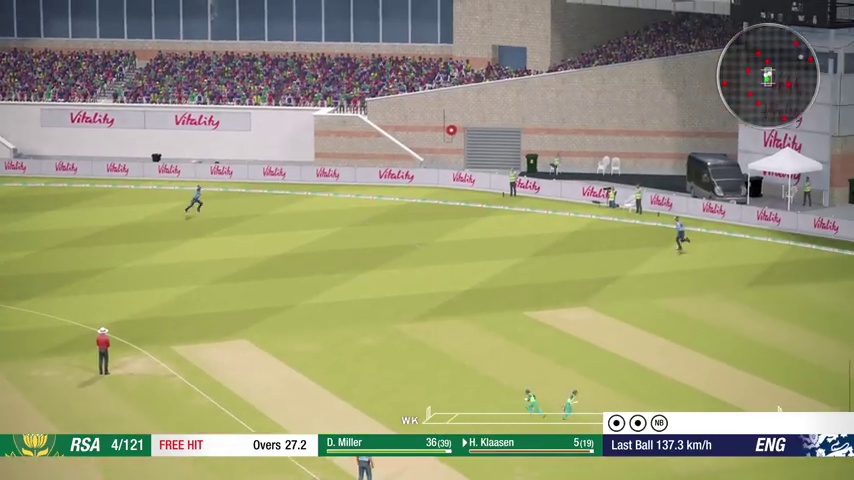 Vitality Vitality
Vitality
Vitality Vitality Vitality Vitality Vitality Vitality Vitality Vitality Vitality Vitality Vitality Vitality Vitality Vitality
WK
NB
RSA 4/121 FREE HIT Overs 27.2 D. Miller 36(39) H. Klaasen 5(19) Last Ball 137.3 km/h ENG